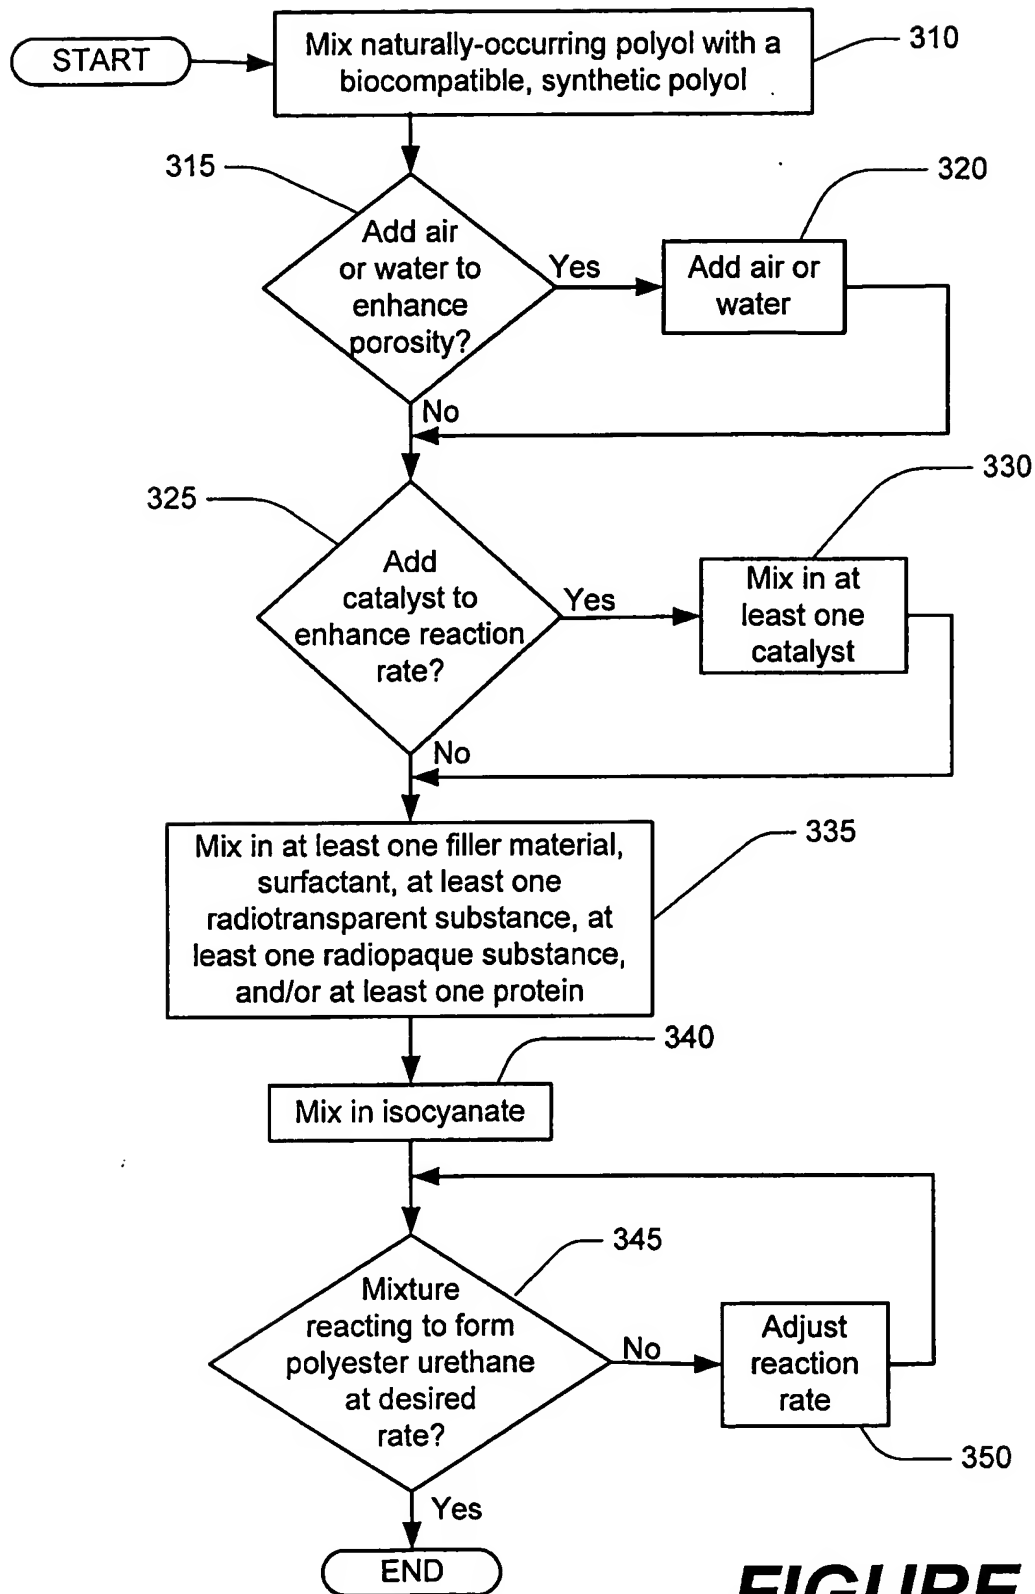 START
Mix naturally-occurring polyol with a
biocompatible, synthetic polyol
310
315
Add air
or water to
enhance
porosity?
Yes
320
Add air or
water
No
325
Add
catalyst to
enhance reaction
rate?
Yes
330
Mix in at
least one
catalyst
No
335
Mix in at least one filler material,
surfactant, at least one
radiotransparent substance, at
least one radiopaque substance,
and/or at least one protein
340
Mix in isocyanate
345
Mixture
reacting to form
polyester urethane
at desired
rate?
No
Adjust
reaction
rate
350
Yes
END
FIGURE